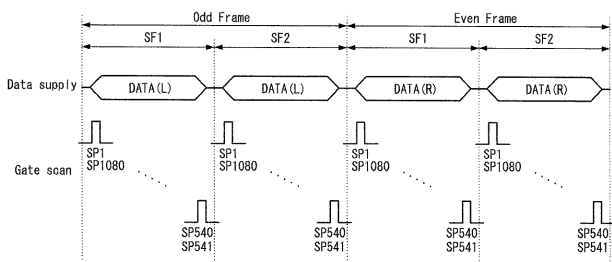 Odd Frame Even Frame
SF1 SF2 SF1 SF2
Data supply DATA(L) DATA(L) DATA(R) DATA(R)
SP1 SP1 SP1 SP1
SP1080 SP1080 SP1080 SP1080
Gate scan
SP540 SP540 SP540 SP540
SP541 SP541 SP541 SP541